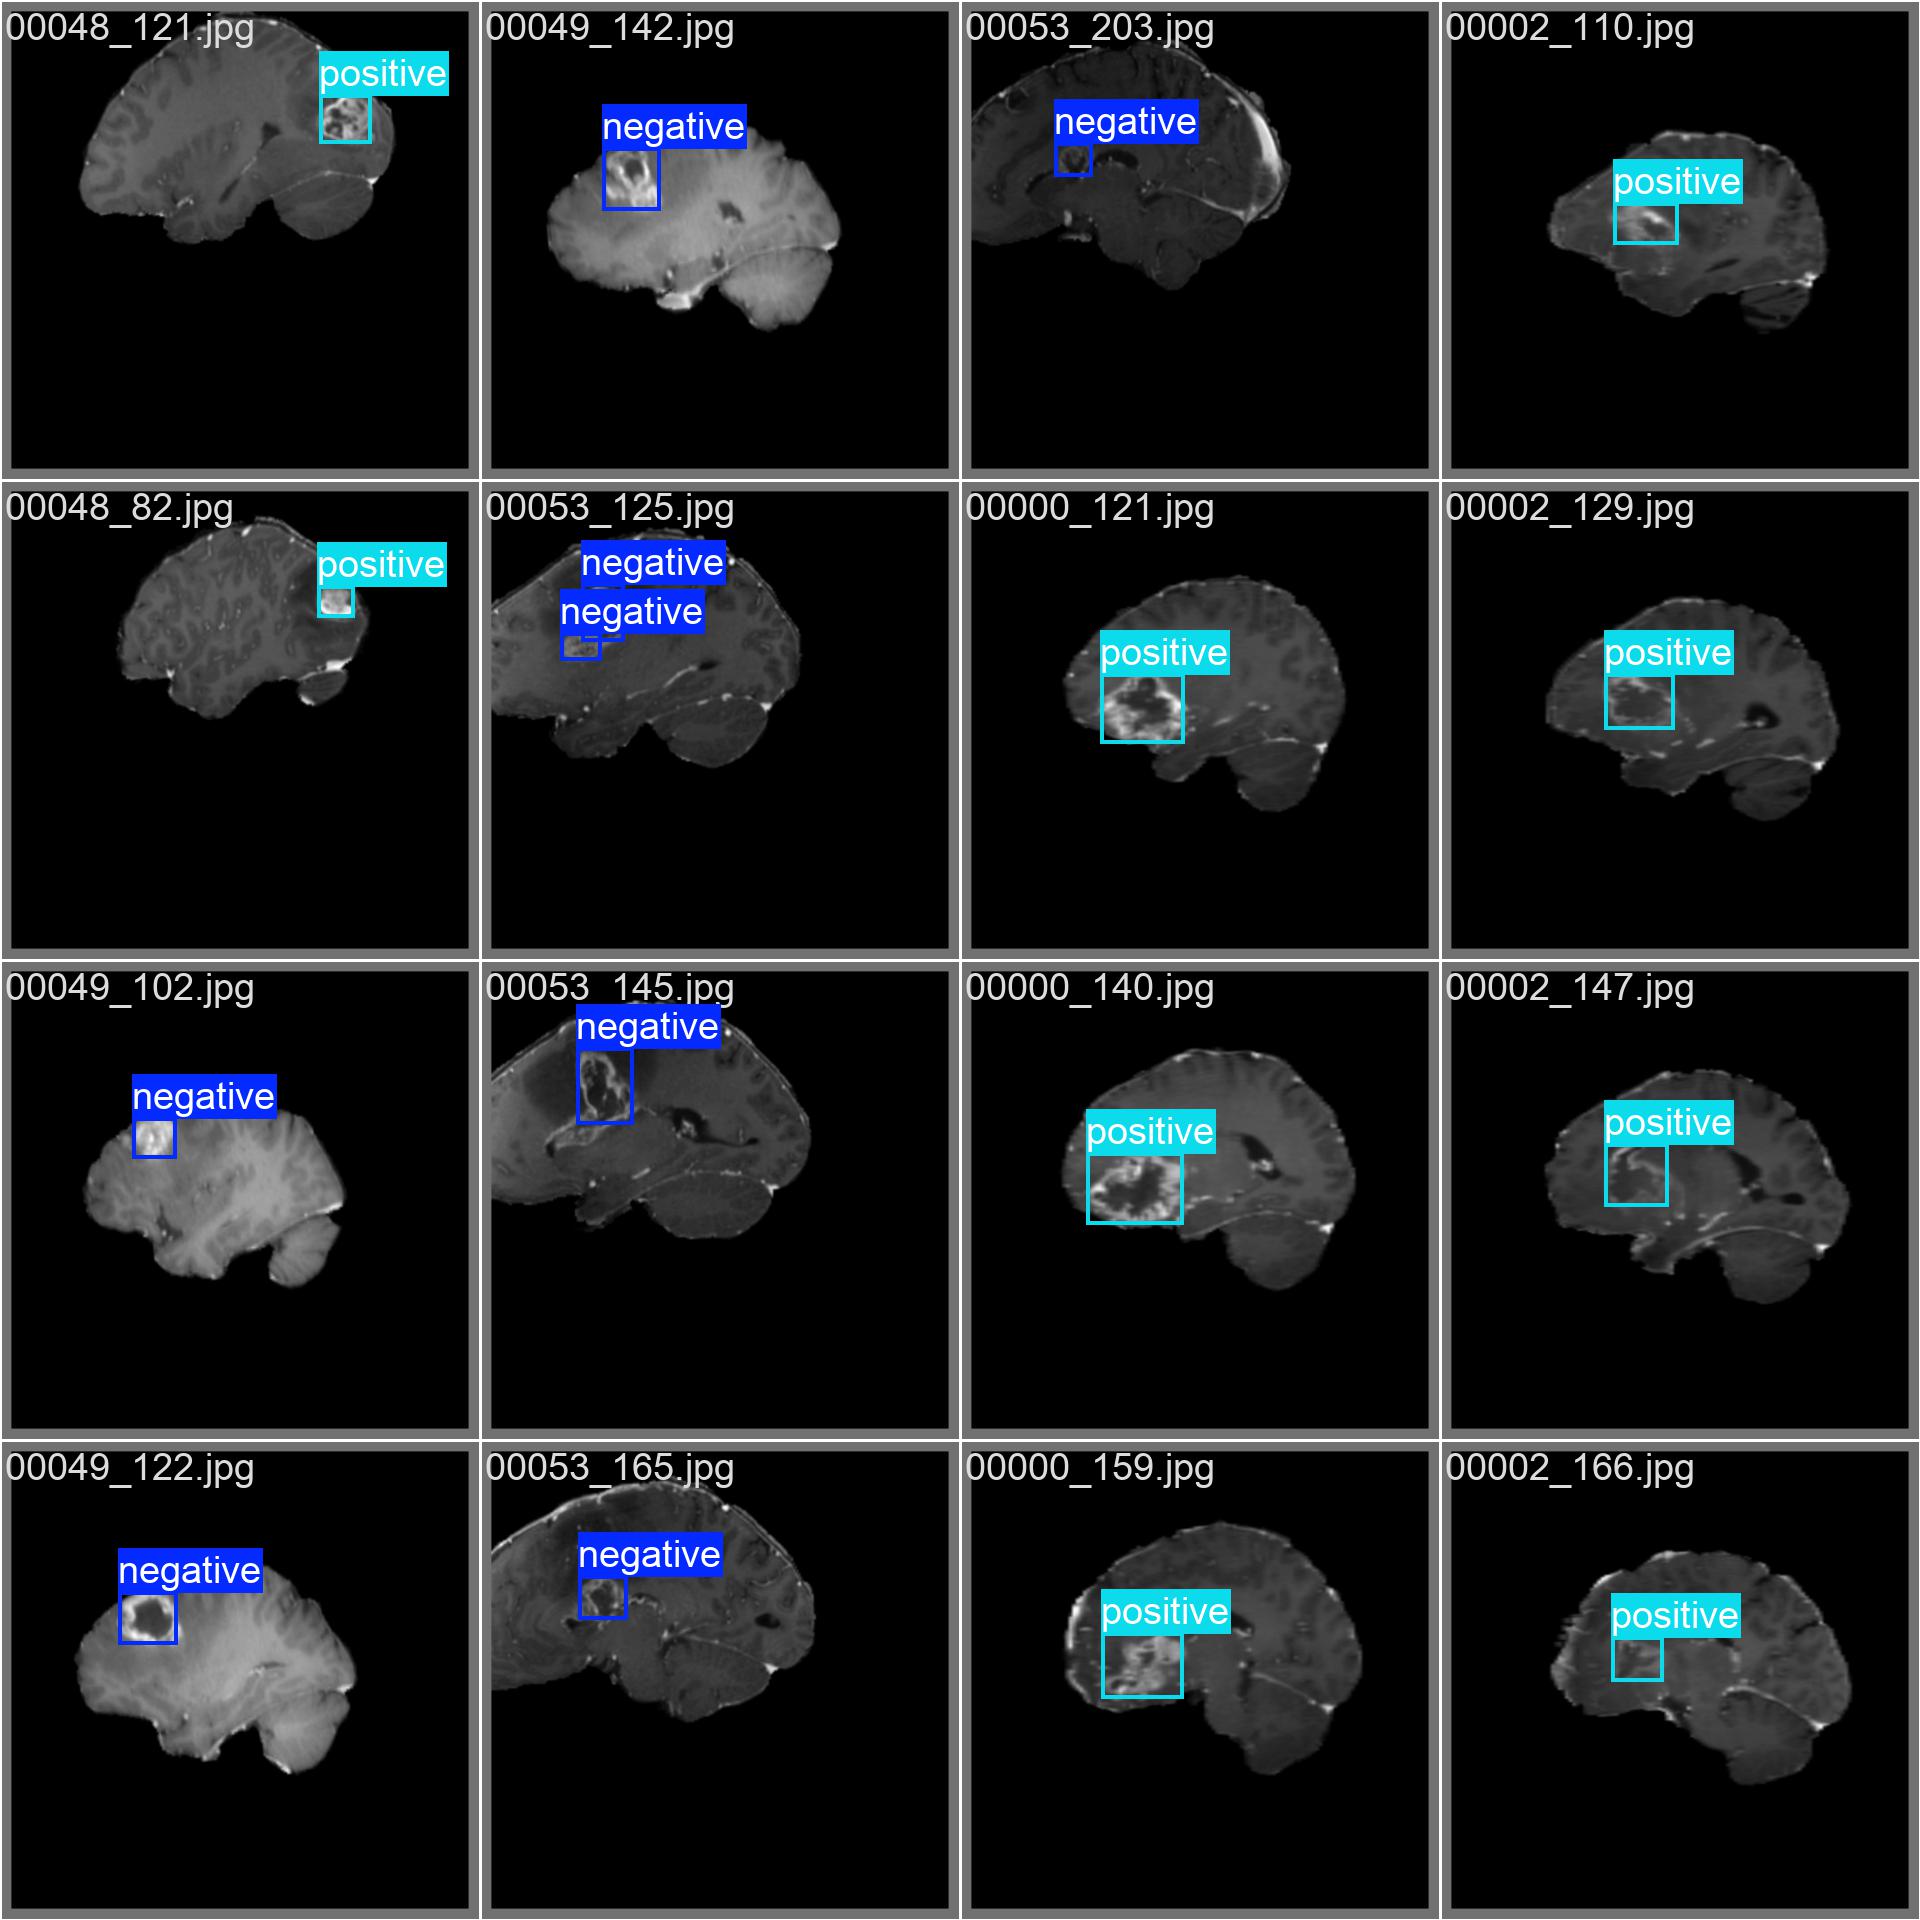 00048_121.jpg
positive
00049_142.jpg
negative
00053_203.jpg
negative
00002_110.jpg
positive
00048_82.jpg
positive
00053_125.jpg
negative
negative
00000_121.jpg
positive
00002_129.jpg
positive
00049_102.jpg
negative
00053_145.jpg
negative
00000_140.jpg
positive
00002_147.jpg
positive
00049_122.jpg
negative
00053_165.jpg
negative
00000_159.jpg
positive
00002_166.jpg
positive